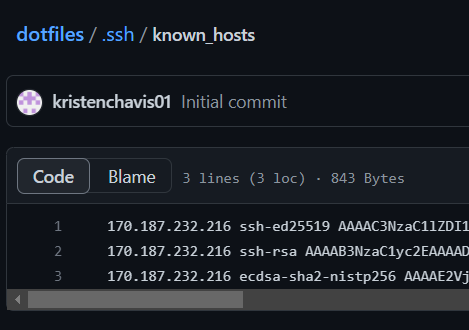 dotfiles / .ssh / known_hosts
kristenchavis01 Initial commit
Code Blame 3 lines (3 loc) · 843 Bytes
1 170.187.232.216 ssh-ed25519 AAAAC3NzaC1lZDI1
2 170.187.232.216 ssh-rsa AAAAB3NzaC1yc2EAAAAD
3 170.187.232.216 ecdsa-sha2-nistp256 AAAAE2Vj